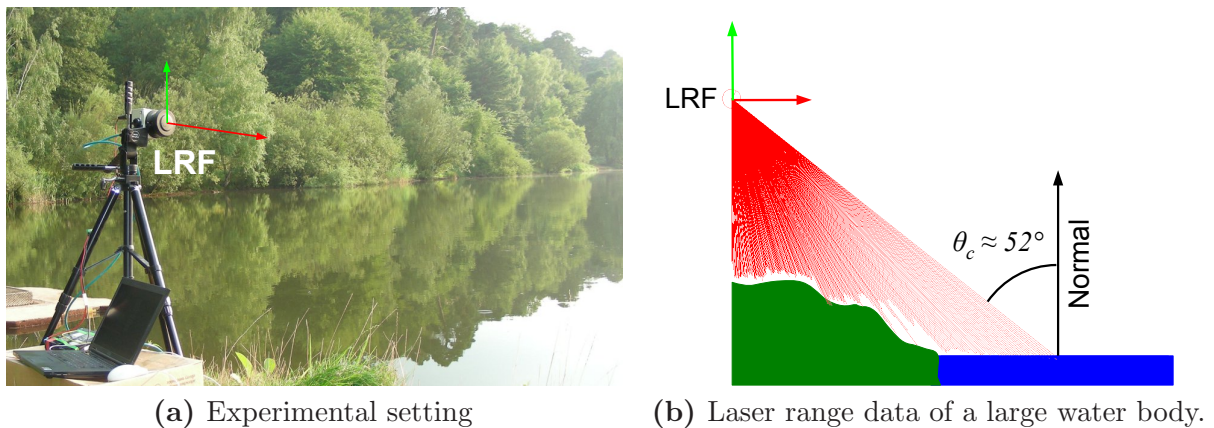 LRF
LRF
θc ≈ 52°
Normal
(a) Experimental setting
(b) Laser range data of a large water body.